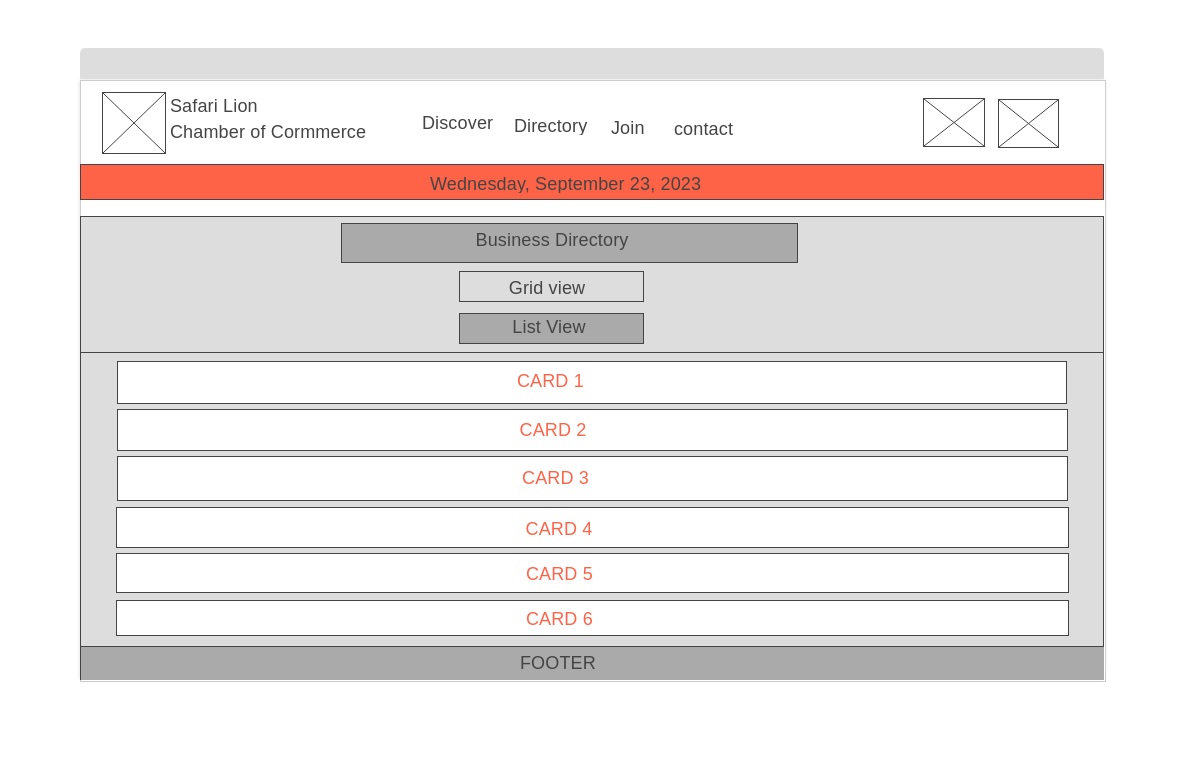 Safari Lion
Chamber of Cormmerce
Discover Directory Join contact
Wednesday, September 23, 2023
Business Directory
Grid view
List View
CARD 1
CARD 2
CARD 3
CARD 4
CARD 5
CARD 6
FOOTER